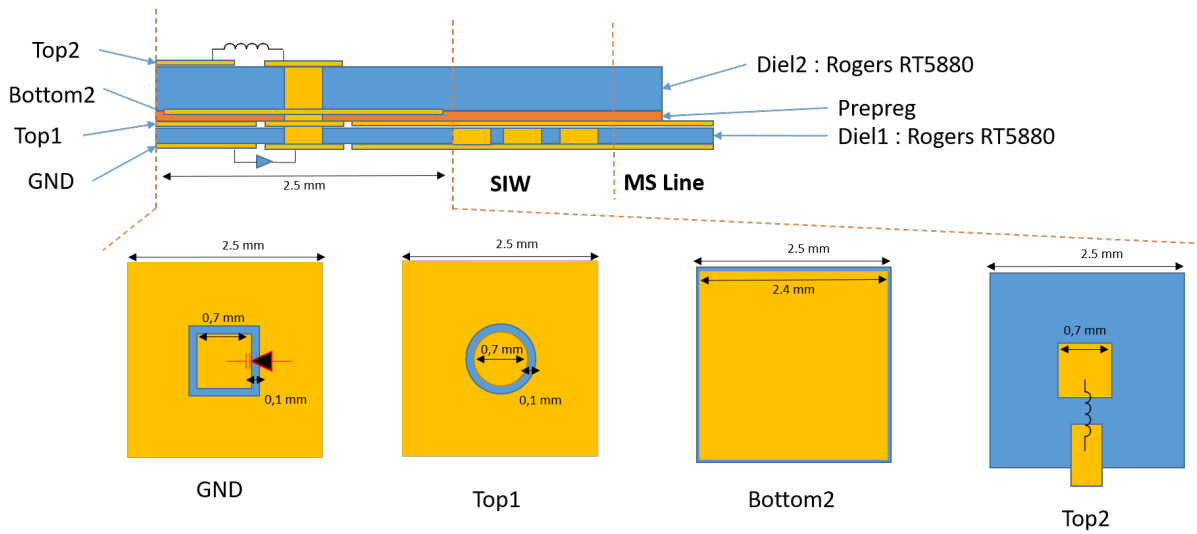 Top2
Bottom2
Top1
GND
Diel2 : Rogers RT5880
Prepreg
Diel1 : Rogers RT5880
2.5 mm
SIW
MS Line
2.5 mm
0,7 mm
0,1 mm
GND
2.5 mm
0,7 mm
0,1 mm
Top1
2.5 mm
2.4 mm
Bottom2
2.5 mm
0,7 mm
Top2